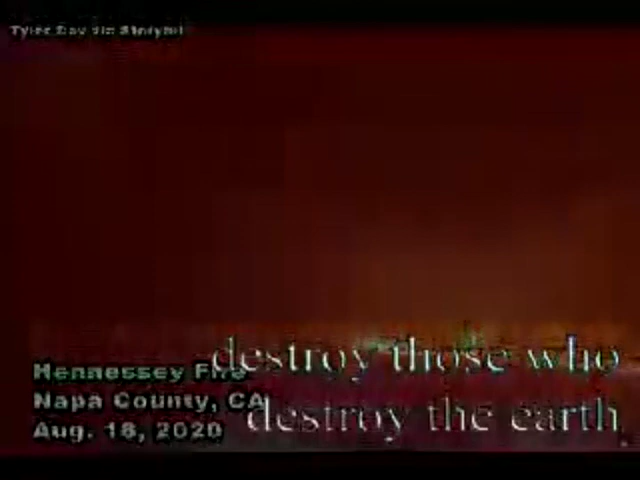 Hennessey Fire
Napa County, CA
Aug. 18, 2020
destroy those who
destroy the earth